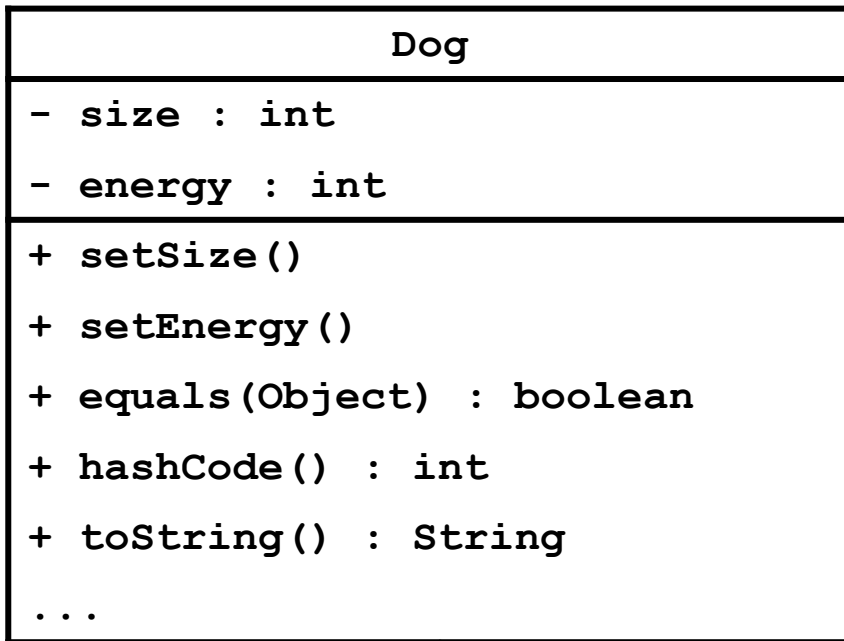 Dog
- size : int
- energy : int
+ setSize()
+ setEnergy()
+ equals(Object) : boolean
+ hashCode() : int
+ toString() : String
...